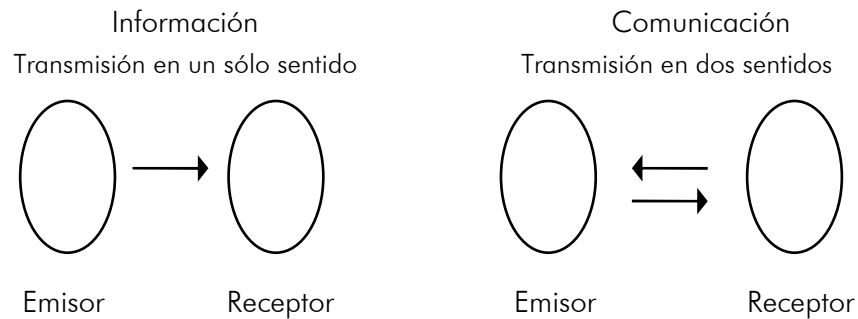 Información
Transmisión en un sólo sentido
Emisor
Receptor
Comunicación
Transmisión en dos sentidos
Emisor
Receptor